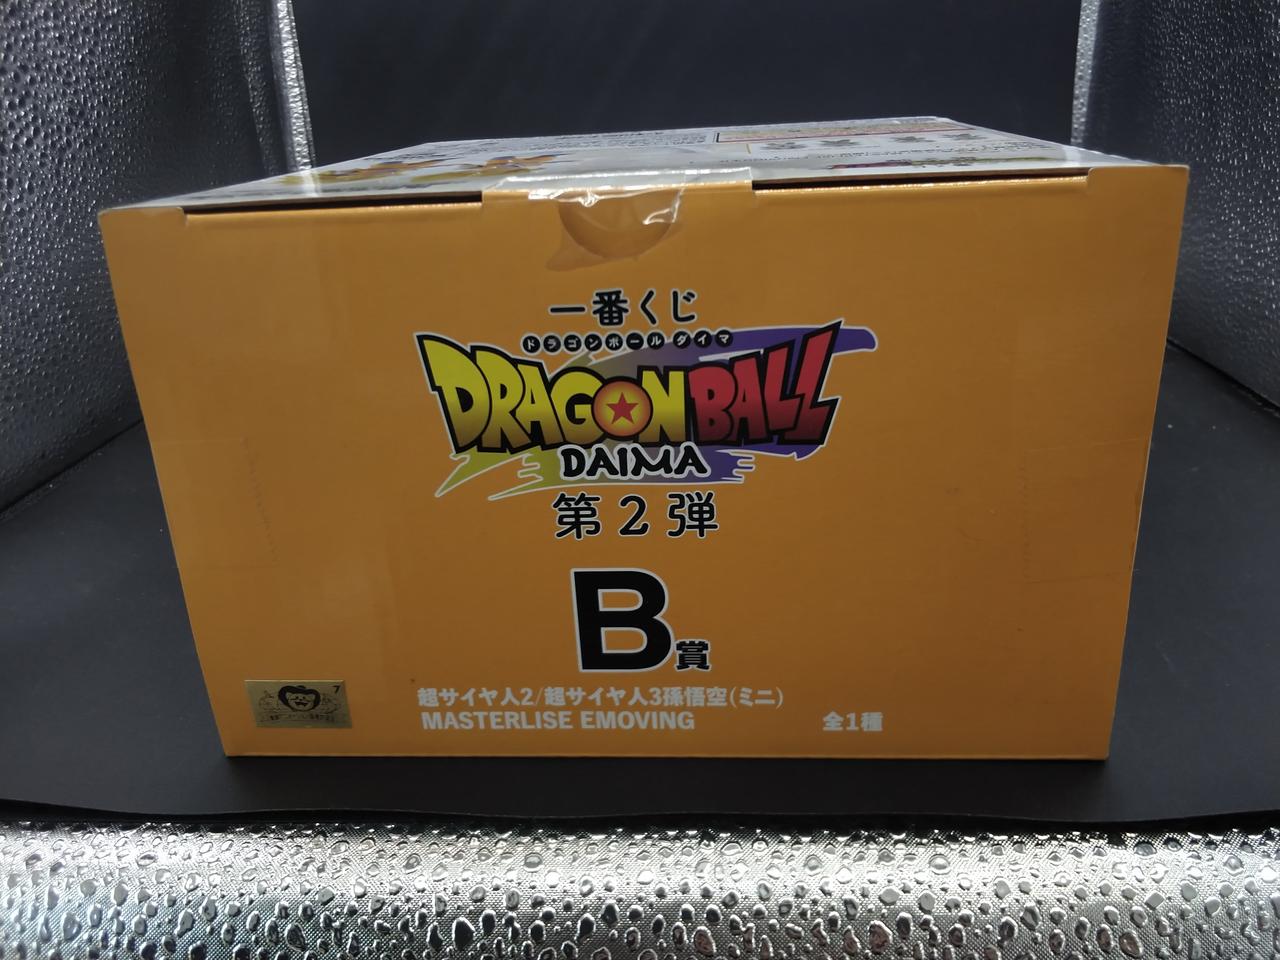 一番くじ
ドラゴンボール ダイマ
DRAGON BALL
DAIMA
第2弾
B賞
超サイヤ人2/超サイヤ人3孫悟空(ミニ)
MASTERLISE EMOVING 全1種
7